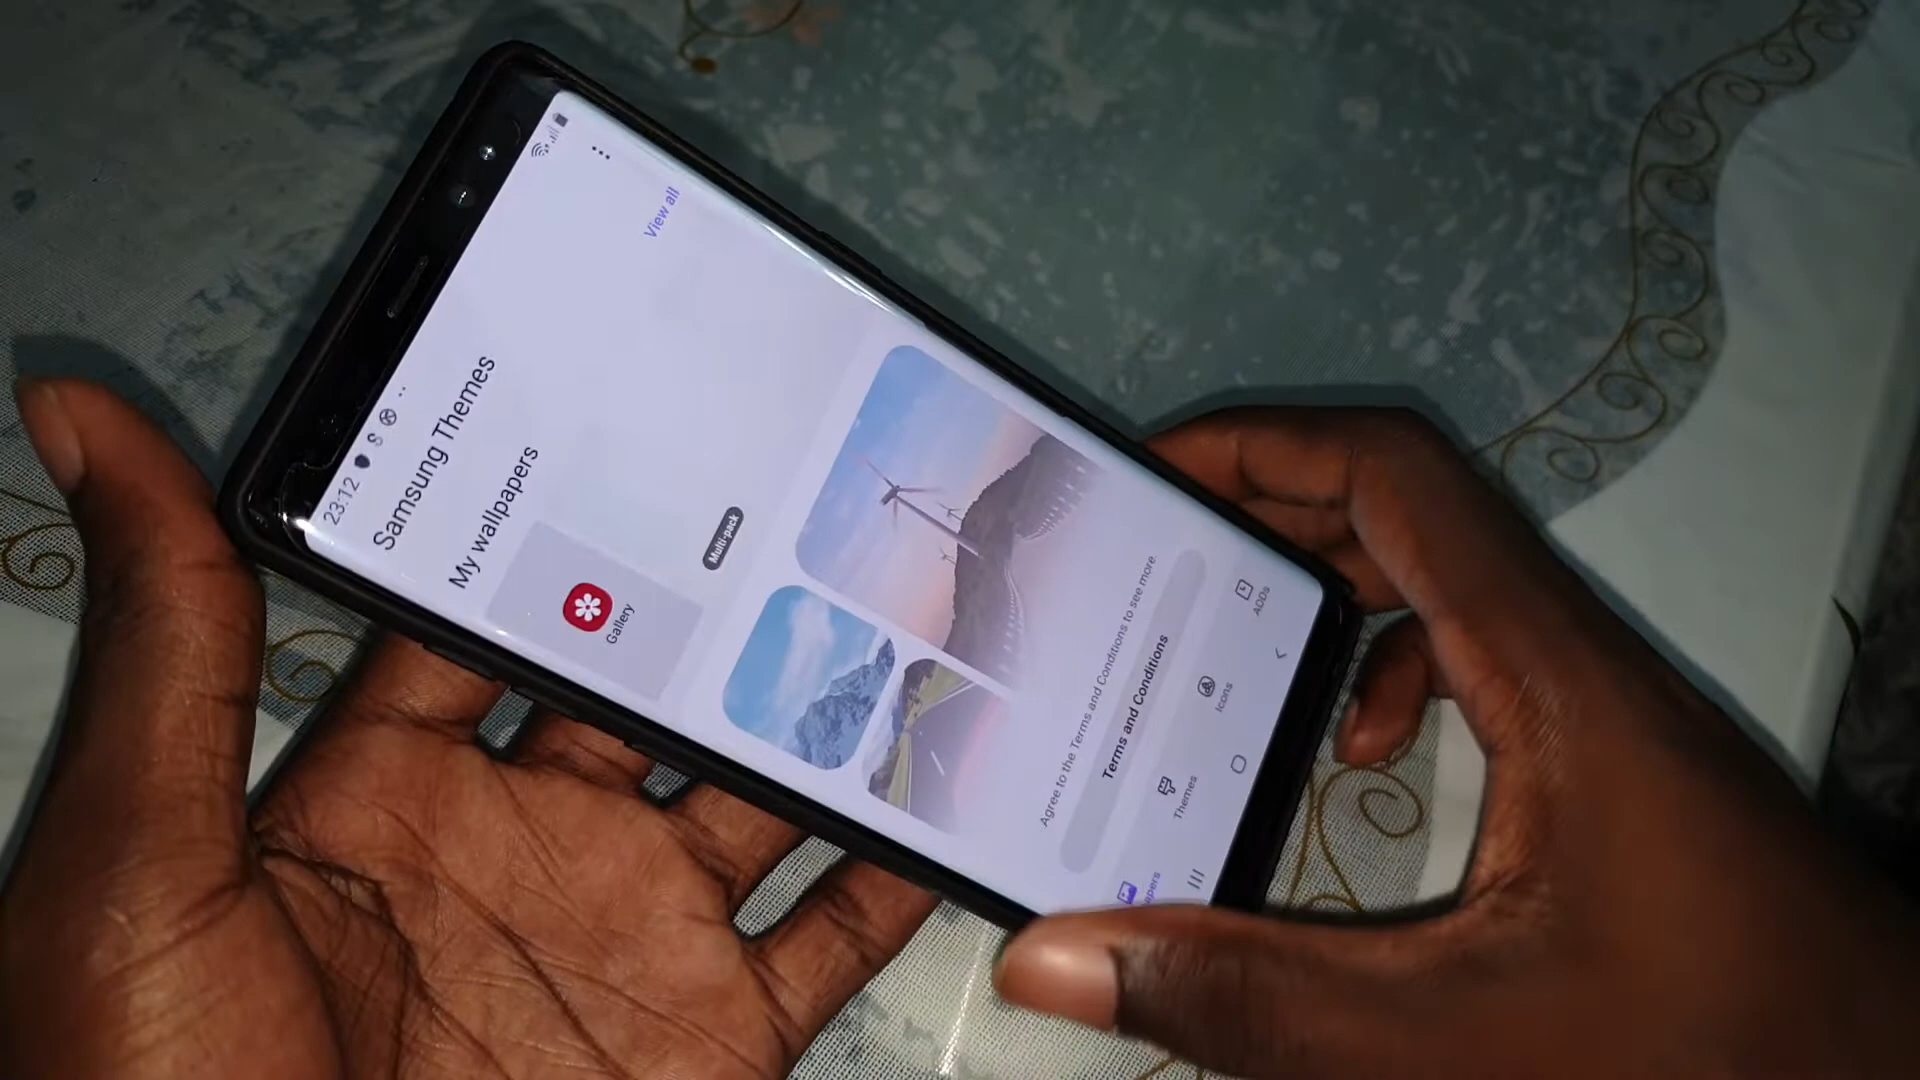 23:12
Samsung Themes
My wallpapers
View all
Gallery
Multi-pack
Agree to the Terms and Conditions to see more.
Terms and Conditions
Themes
Icons
AODs